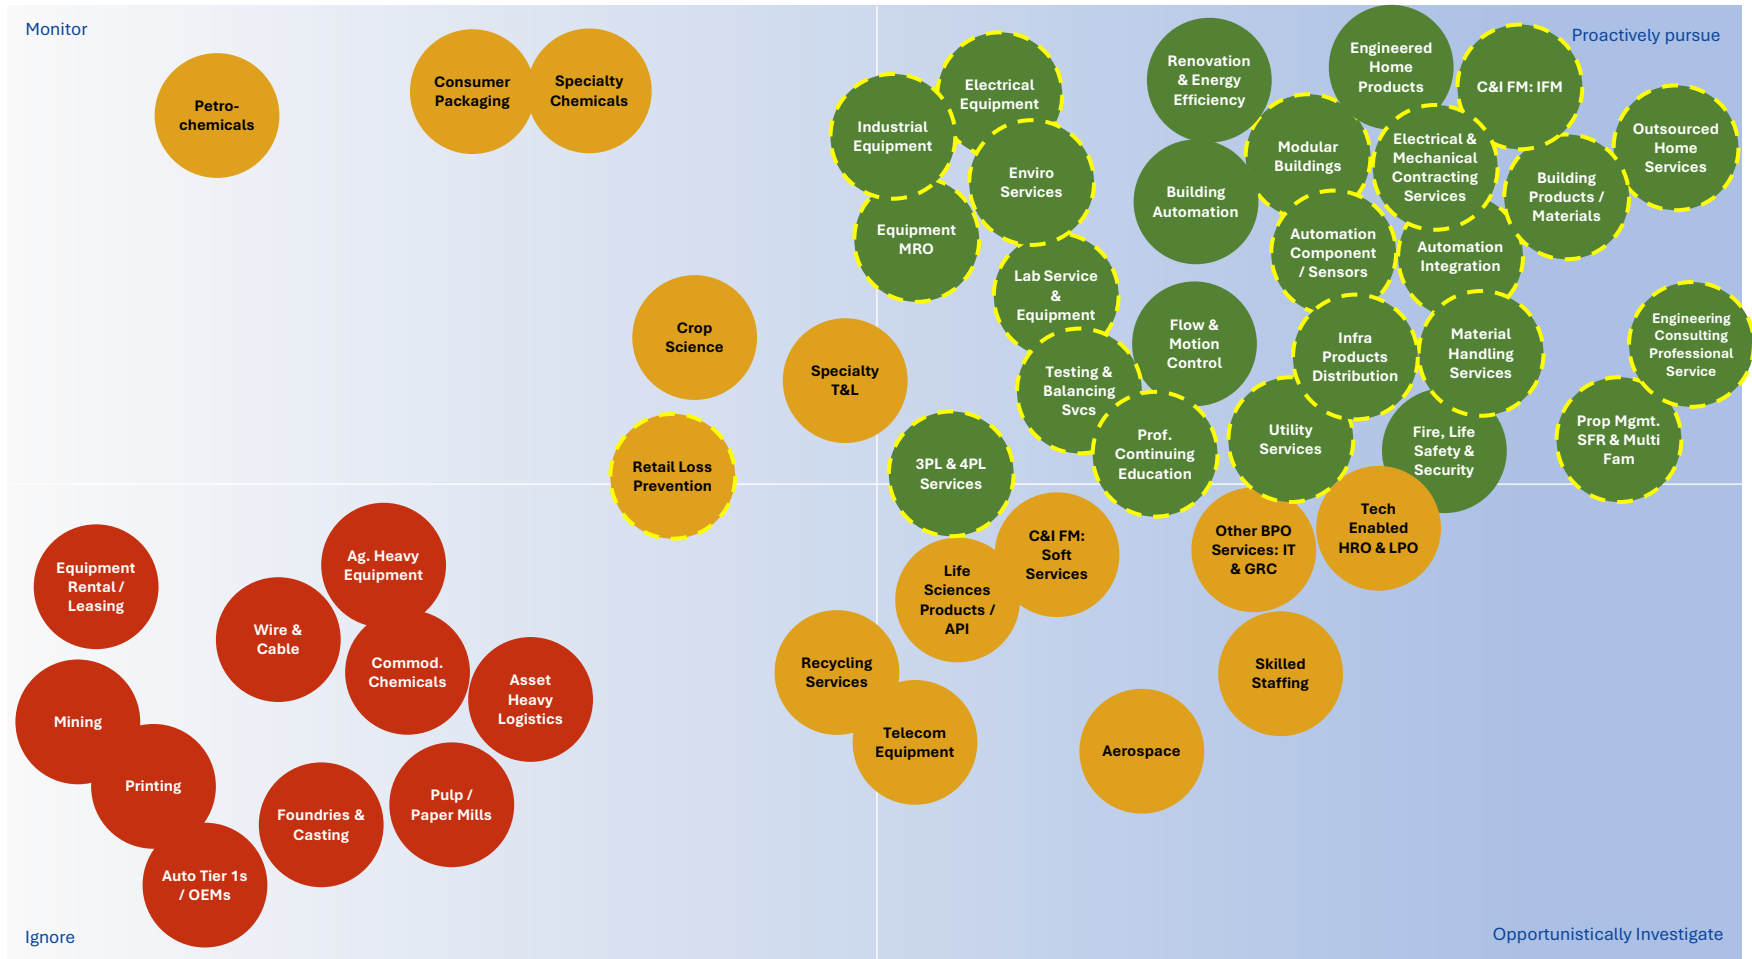 Monitor
Proactively pursue
Petro-
chemicals
Consumer
Packaging
Specialty
Chemicals
Electrical
Equipment
Industrial
Equipment
Enviro
Services
Equipment
MRO
Renovation
& Energy
Efficiency
Building
Automation
Engineered
Home
Products
C&I FM: IFM
Modular
Buildings
Electrical &
Mechanical
Contracting
Services
Outsourced
Home
Services
Building
Products /
Materials
Automation
Component
/ Sensors
Automation
Integration
Lab Service
&
Equipment
Crop
Science
Specialty
T&L
Flow &
Motion
Control
Infra
Products
Distribution
Material
Handling
Services
Engineering
Consulting
Professional
Service
Testing &
Balancing
Svcs
Retail Loss
Prevention
3PL & 4PL
Services
Prof.
Continuing
Education
Utility
Services
Fire, Life
Safety &
Security
Prop Mgmt.
SFR & Multi
Fam
Equipment
Rental /
Leasing
Ag. Heavy
Equipment
Wire &
Cable
Commod.
Chemicals
Asset
Heavy
Logistics
Mining
Printing
Foundries &
Casting
Pulp /
Paper Mills
Auto Tier 1s
/ OEMs
C&I FM:
Soft
Services
Life
Sciences
Products /
API
Other BPO
Services: IT
& GRC
Tech
Enabled
HRO & LPO
Recycling
Services
Telecom
Equipment
Skilled
Staffing
Aerospace
Ignore
Opportunistically Investigate